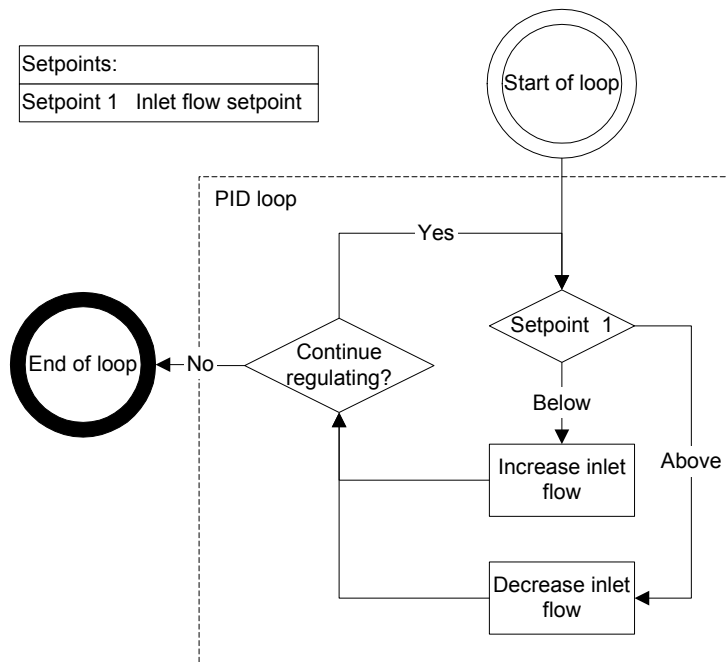 Setpoints:
Setpoint 1 Inlet flow setpoint
Start of loop
PID loop
Yes
Setpoint 1
End of loop
No
Continue
regulating?
Below
Increase inlet
flow
Above
Decrease inlet
flow